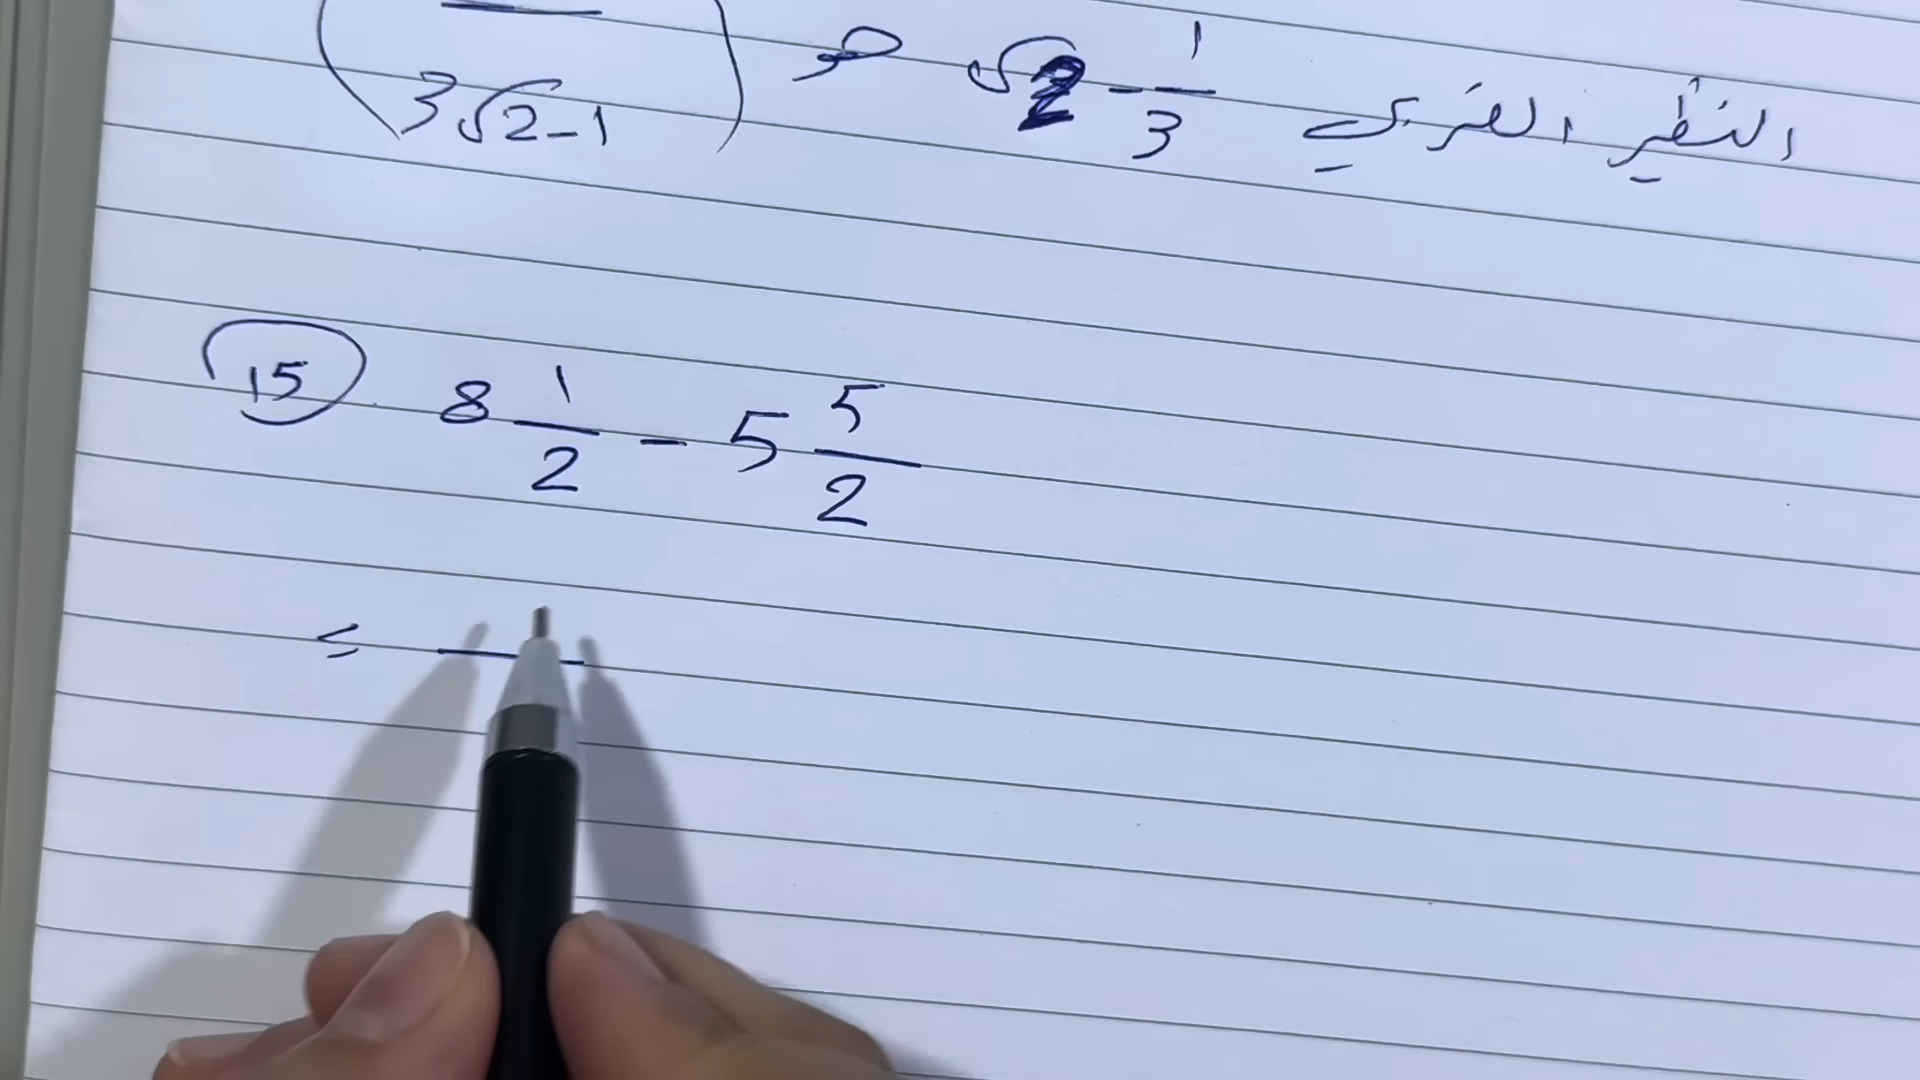 النظير الضربي √2 - 1/3 هو
3√2-1
15 8 1/2 - 5 5/2
=